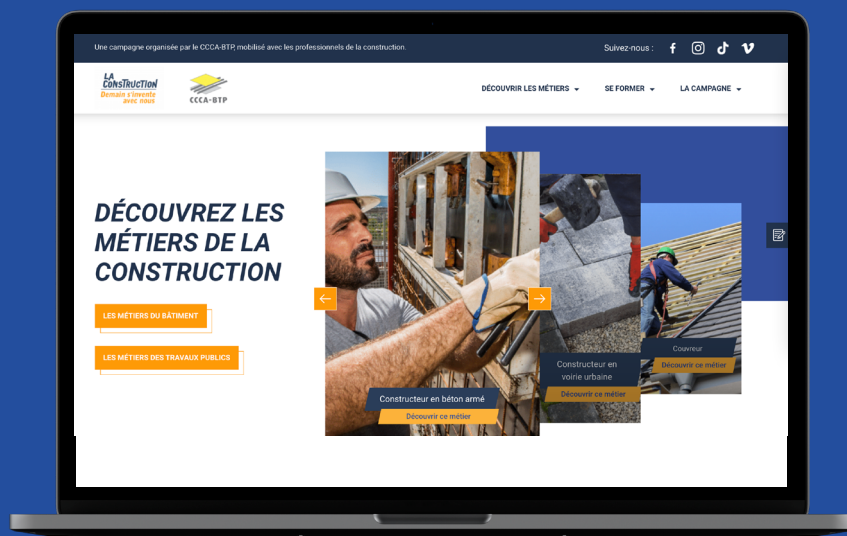 Une campagne organisée par le CCCA-BTP, mobilisé avec les professionnels de la construction.
Suivez-nous :
LA
CONSTRUCTION
Demain s'invente
avec nous
CCCA-BTP
DÉCOUVRIR LES MÉTIERS
SE FORMER
LA CAMPAGNE
DÉCOUVREZ LES
MÉTIERS DE LA
CONSTRUCTION
LES MÉTIERS DU BÂTIMENT
LES MÉTIERS DES TRAVAUX PUBLICS
Constructeur en béton armé
Découvrir ce métier
Constructeur en
voirie urbaine
Découvrir ce métier
Couvreur
Découvrir ce métier